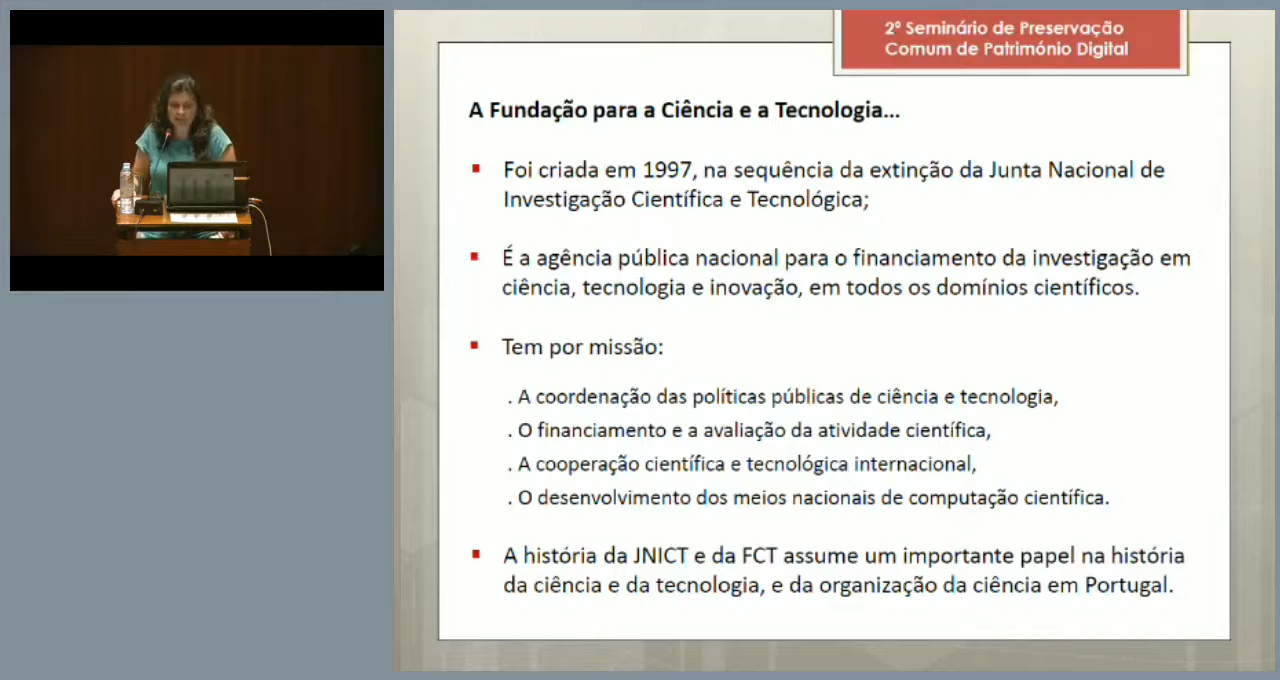 2º Seminário de Preservação
Comum de Património Digital
A Fundação para a Ciência e a Tecnologia...
Foi criada em 1997, na sequência da extinção da Junta Nacional de
Investigação Científica e Tecnológica;
É a agência pública nacional para o financiamento da investigação em
ciência, tecnologia e inovação, em todos os domínios científicos.
Tem por missão:
. A coordenação das políticas públicas de ciência e tecnologia,
. O financiamento e a avaliação da atividade científica,
. A cooperação científica e tecnológica internacional,
. O desenvolvimento dos meios nacionais de computação científica.
A história da JNICT e da FCT assume um importante papel na história
da ciência e da tecnologia, e da organização da ciência em Portugal.